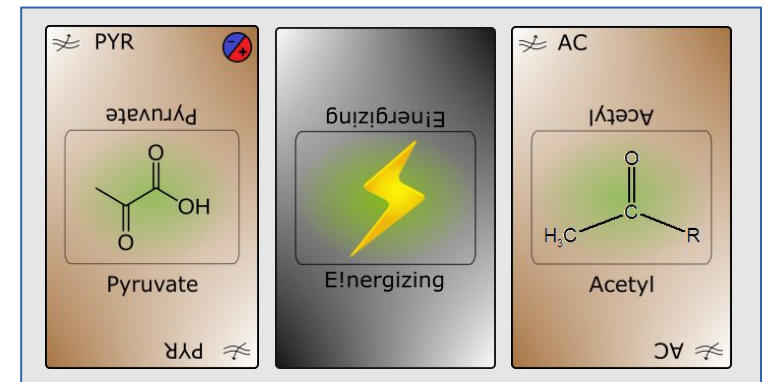 PYR
Pyruvate
O
OH
O
Pyruvate
PYR
E!nergizing
E!nergizing
AC
Acetyl
O
C
H₃C R
Acetyl
AC